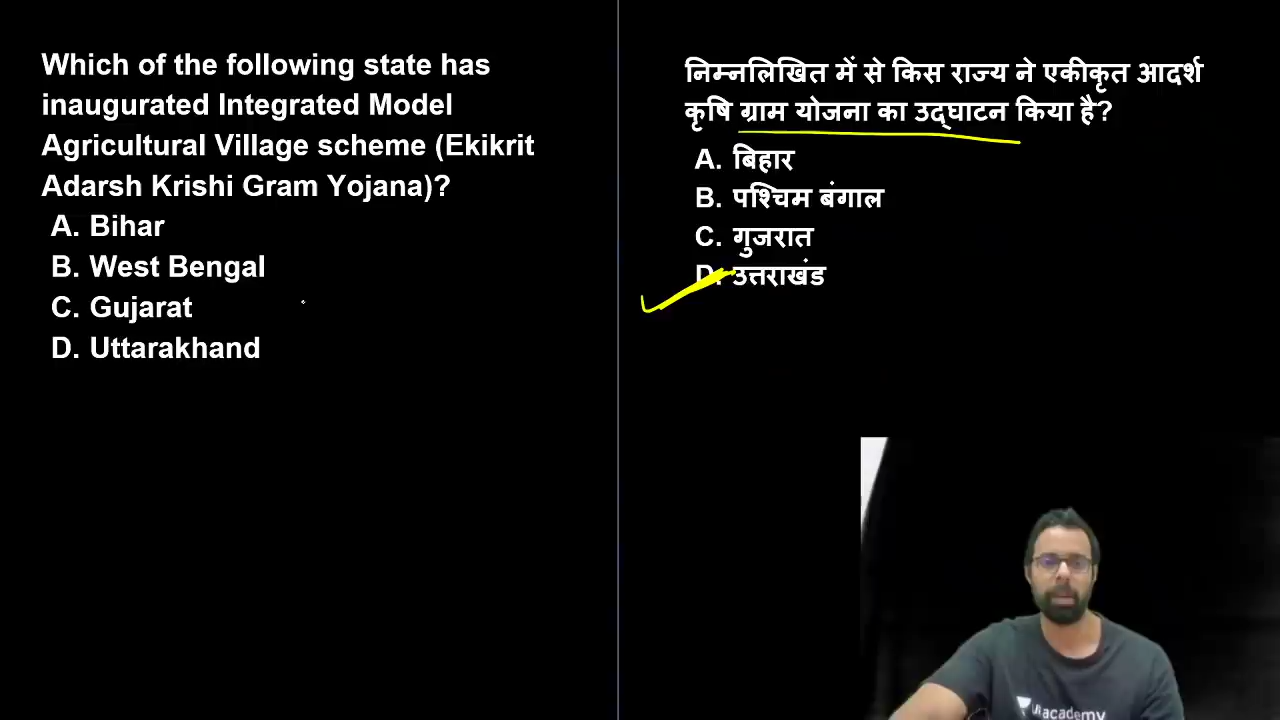 Which of the following state has
inaugurated Integrated Model
Agricultural Village scheme (Ekikrit
Adarsh Krishi Gram Yojana)?
A. Bihar
B. West Bengal
C. Gujarat
D. Uttarakhand
निम्नलिखित में से किस राज्य ने एकीकृत आदर्श
कृषि ग्राम योजना का उद्घाटन किया है?
A. बिहार
B. पश्चिम बंगाल
C. गुजरात
D. उत्तराखंड